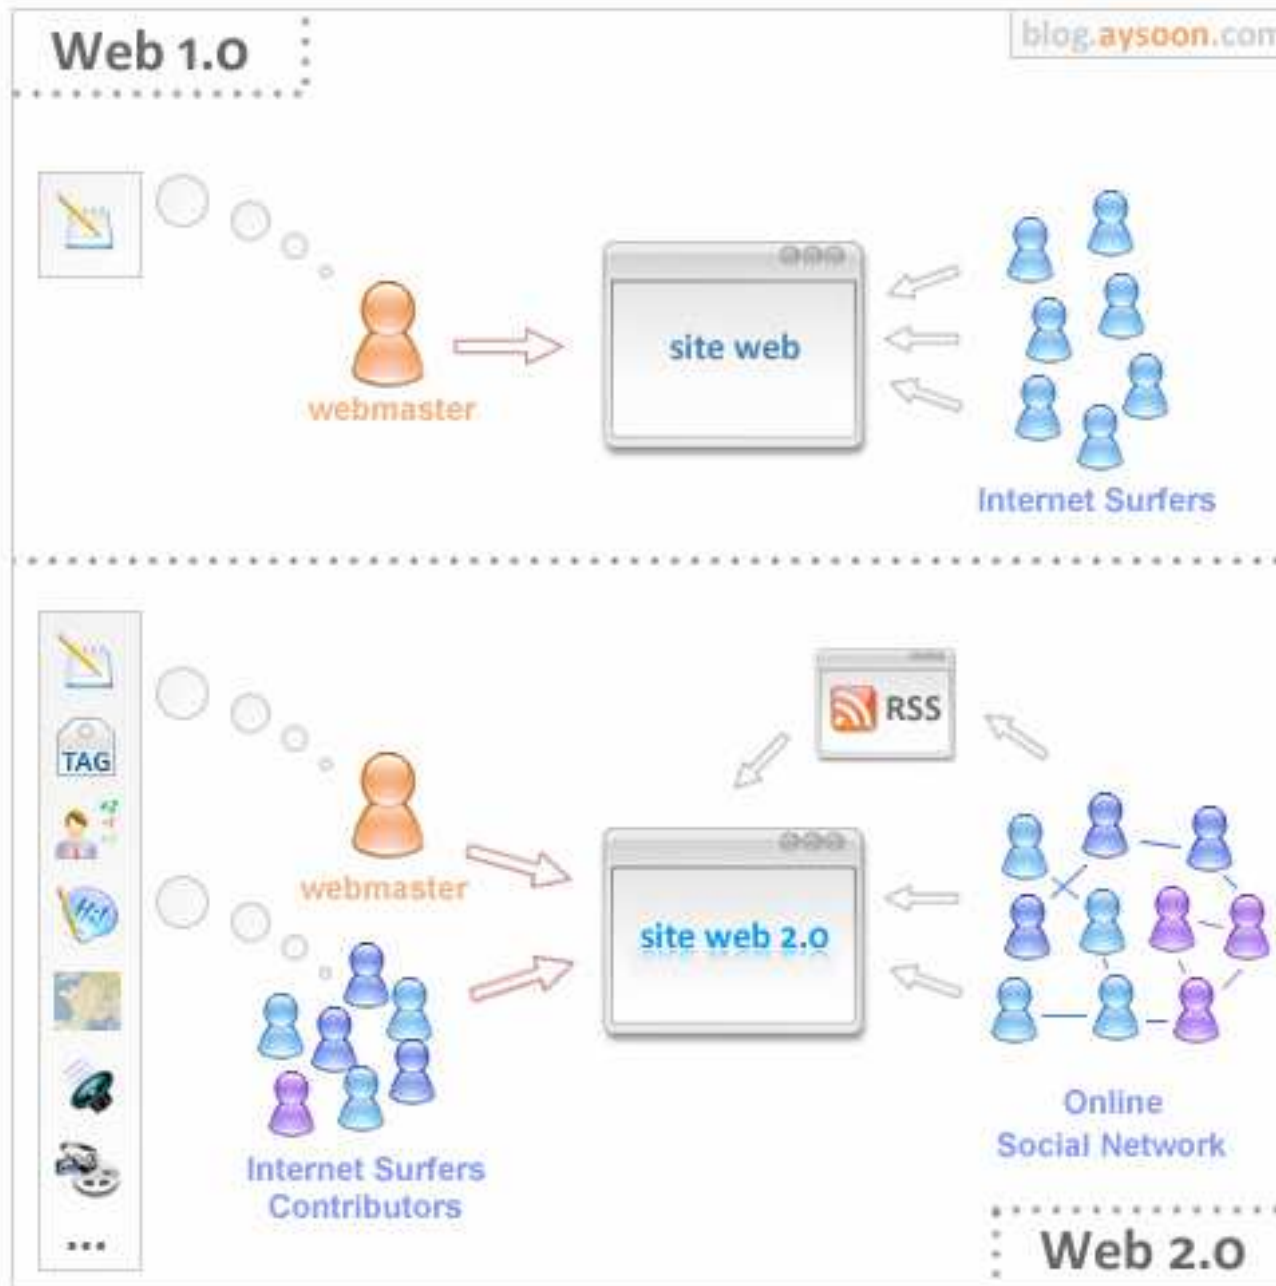 Web 1.0
blog.aysoon.com
site web
webmaster
Internet Surfers
TAG
RSS
webmaster
Hi!
site web 2.0
Internet Surfers
Contributors
Online
Social Network
...
Web 2.0